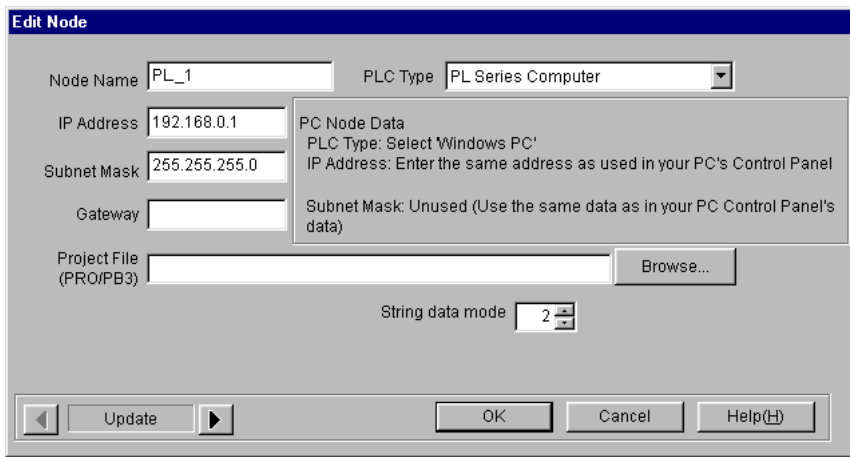 Edit Node
Node Name PL_1 PLC Type PL Series Computer
IP Address 192.168.0.1
Subnet Mask 255.255.255.0
Gateway
PC Node Data
PLC Type: Select 'Windows PC'
IP Address: Enter the same address as used in your PC's Control Panel
Subnet Mask: Unused (Use the same data as in your PC Control Panel's
data)
Project File
(PRO/PB3)
Browse...
String data mode 2
Update OK Cancel Help(H)